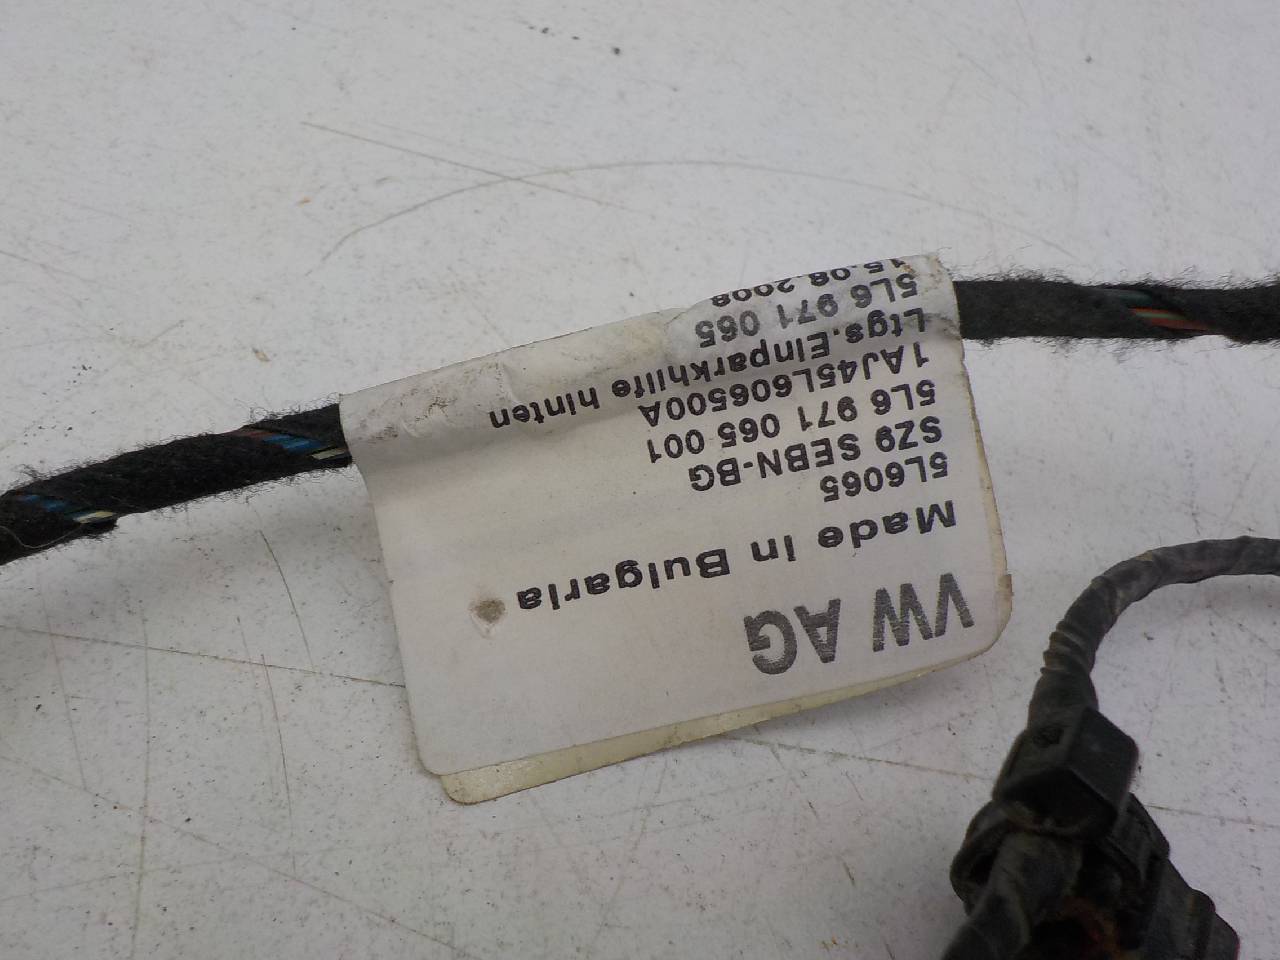 VW AG
Made in Bulgaria
5L6065
SZ9 SEBN-BG
5L6 971 065 001
1AJ45L606500A
Ltgs.Einparkhilfe hinten
5L6 971 065
15.08.2008